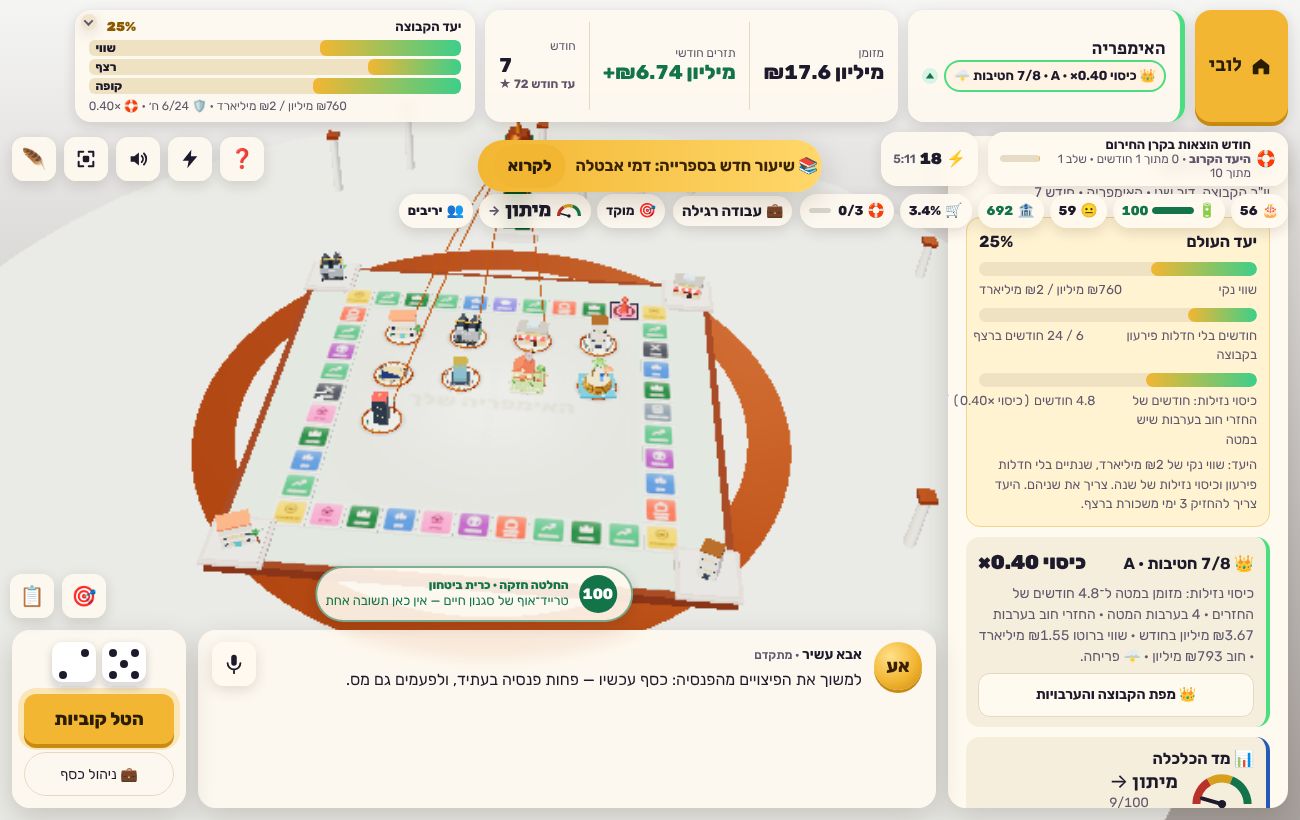 לובי
האימפריה
👑 כיסוי 0.40× · A · 7/8 חטיבות 🌩️
מזומן
₪17.6 מיליון
תזרים חודשי
+₪6.74 מיליון
חודש
7
★ עד חודש 72
יעד הקבוצה
25%
שווי
רצף
קופה
₪760 מיליון / ₪2 מיליארד · 🛡️ 6/24 ח׳ · 🛟 0.40×
חודש הוצאות בקרן החירום
היעד הקרוב · 0 מתוך 1 חודשים · שלב 1 מתוך 10
⚡ 18 5:11
📚 שיעור חדש בספרייה: דמי אבטלה
לקרוא
❓
יו"ר הקבוצה, דור שני · האימפריה · חודש 7
🎂 56
🔋 100
😐 59
🏦 692
🛒 3.4%
🛟 0/3
💼 עבודה רגילה
🎯 מוקד
מיתון →
👥 יריבים
יעד העולם
25%
שווי נקי
₪760 מיליון / ₪2 מיליארד
חודשים בלי חדלות פירעון בקבוצה
6 / 24 חודשים ברצף
כיסוי נזילות: חודשים של החזרי חוב בערבות שיש במטה
4.8 חודשים (כיסוי 0.40×)
היעד: שווי נקי של ₪2 מיליארד, שנתיים בלי חדלות
פירעון וכיסוי נזילות של שנה. צריך את שניהם. היעד
צריך להחזיק 3 ימי משכורת ברצף.
👑 7/8 חטיבות · A
כיסוי 0.40×
כיסוי נזילות: מזומן במטה ל־4.8 חודשים של
החזרים · 4 ערבות המטה · החזרי חוב בערבות
₪3.67 מיליון בחודש · שווי ברוטו ₪1.55 מיליארד
· חוב ₪793 מיליון · 🌩️ פריחה.
👑 מפת הקבוצה והערבויות
📊 מד הכלכלה
מיתון →
9/100
האימפריה שלך
100
החלטה חזקה · כרית ביטחון
טרייד־אוף של סגנון חיים — אין כאן תשובה אחת
אע
אבא עשיר · מתקדם
למשוך את הפיצויים מהפנסיה: כסף עכשיו — פחות פנסיה בעתיד, ולפעמים גם מס.
הטל קוביות
💼 ניהול כסף